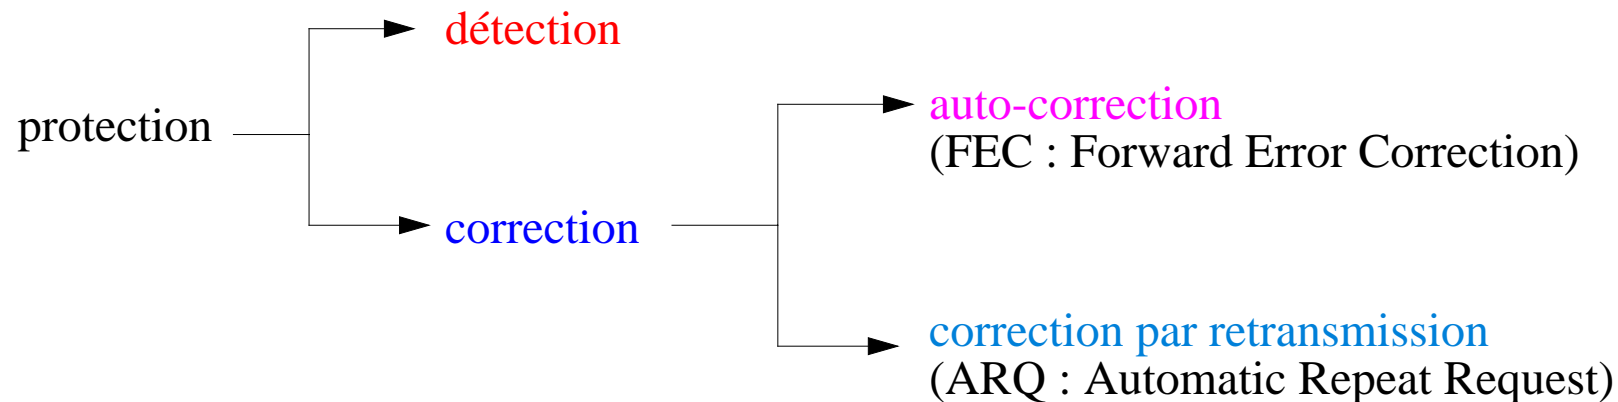 détection
protection
auto-correction
(FEC : Forward Error Correction)
correction
correction par retransmission
(ARQ : Automatic Repeat Request)